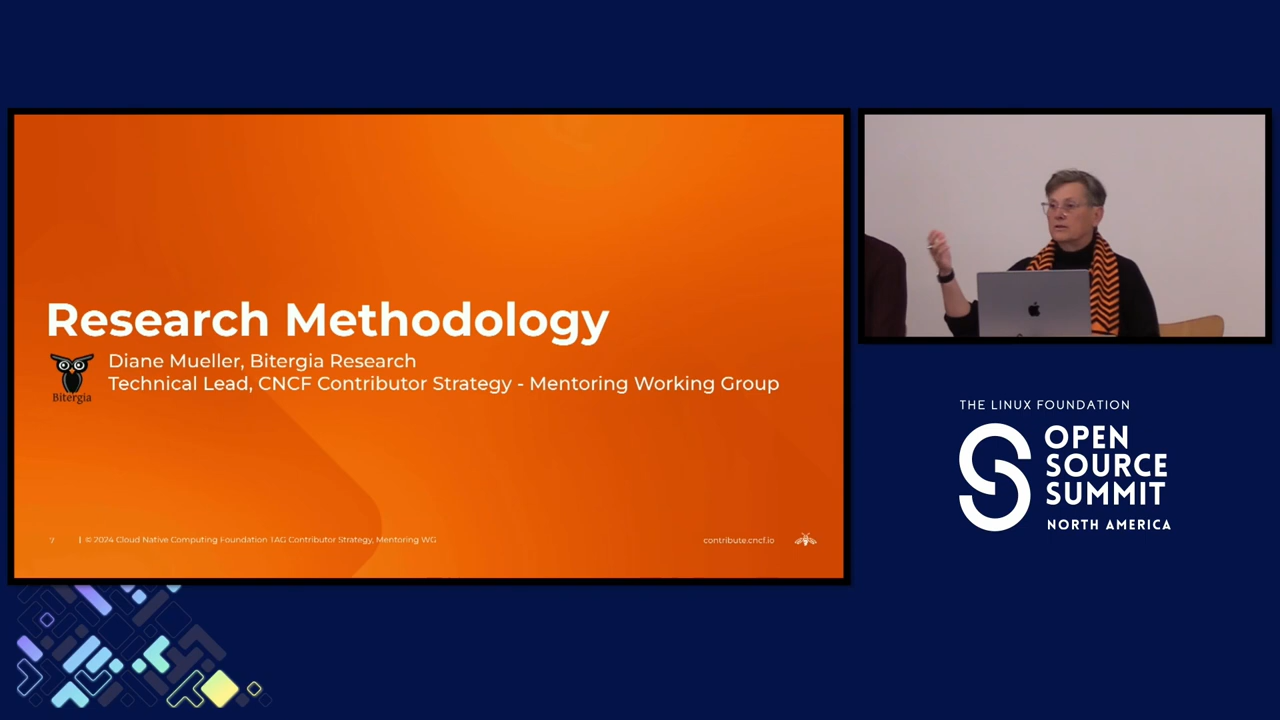 Research Methodology
Diane Mueller, Bitergia Research
Technical Lead, CNCF Contributor Strategy - Mentoring Working Group
Bitergia
7 | © 2024 Cloud Native Computing Foundation TAG Contributor Strategy, Mentoring WG
contribute.cncf.io
THE LINUX FOUNDATION
OPEN
SOURCE
SUMMIT
NORTH AMERICA